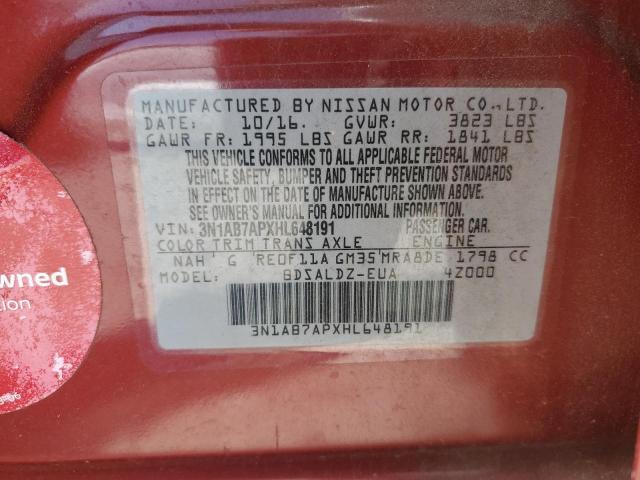 MANUFACTURED BY NISSAN MOTOR CO., LTD.
DATE: 10/16. GVWR: 3823 LBS
GAWR FR: 1995 LBS GAWR RR: 1841 LBS
THIS VEHICLE CONFORMS TO ALL APPLICABLE FEDERAL MOTOR
VEHICLE SAFETY, BUMPER AND THEFT PREVENTION STANDARDS
IN EFFECT ON THE DATE OF MANUFACTURE SHOWN ABOVE.
SEE OWNER'S MANUAL FOR ADDITIONAL INFORMATION.
VIN: 3N1AB7APXHL648191 PASSENGER CAR.
COLOR TRIM TRANS AXLE ENGINE
NAH G RE0F11A GM35 MRA8DE 1798 CC
MODEL: BDSALDZ-EUA 4Z000
3N1AB7APXHL648191
wned
tion